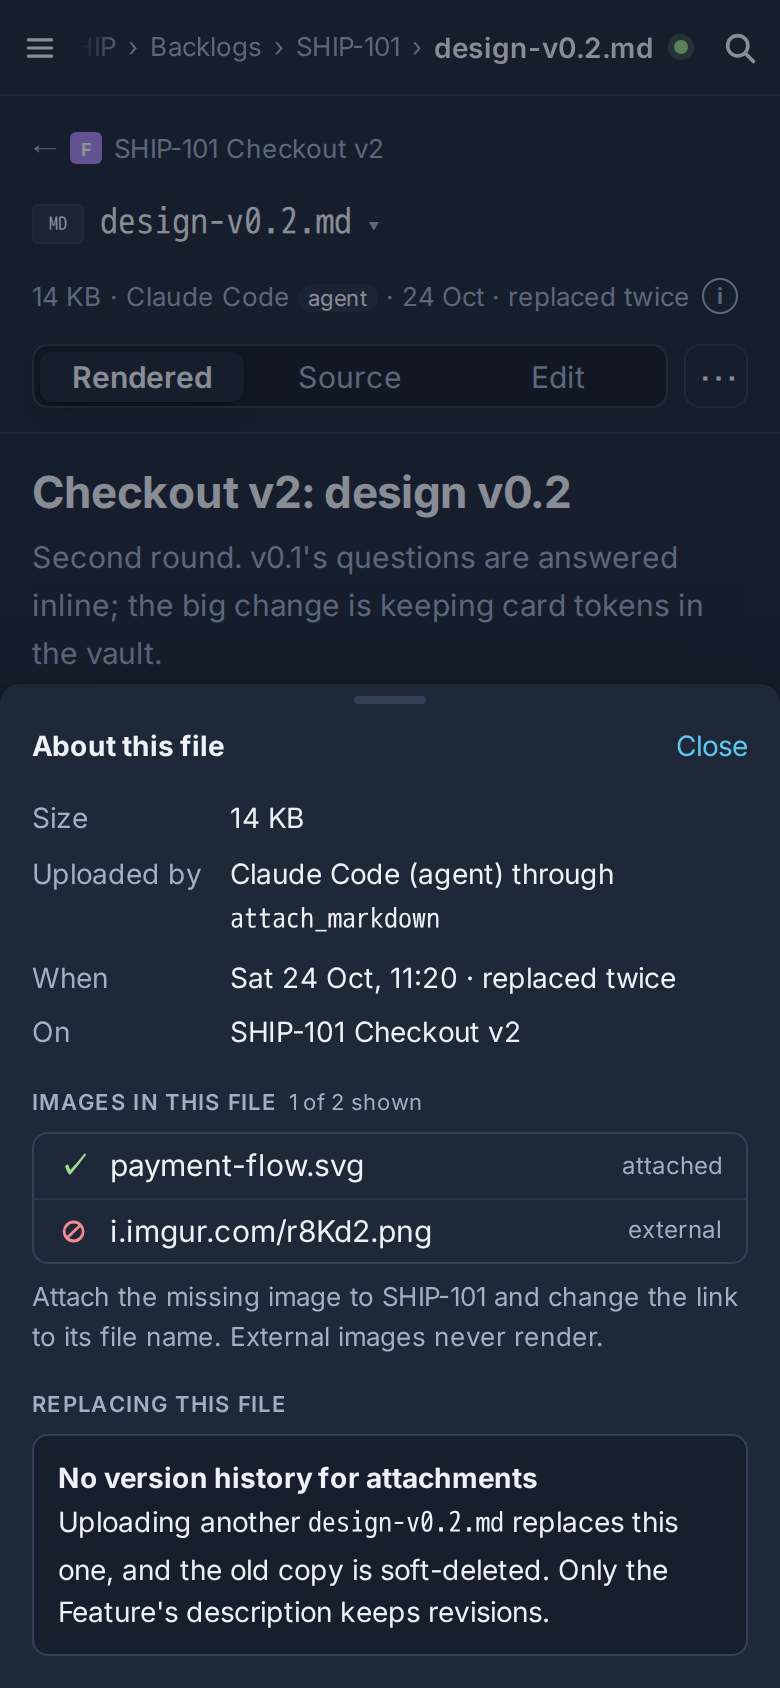 HIP › Backlogs › SHIP-101 › design-v0.2.md
← F SHIP-101 Checkout v2
MD design-v0.2.md ▾
14 KB · Claude Code agent · 24 Oct · replaced twice i
Rendered Source Edit ...
Checkout v2: design v0.2
Second round. v0.1's questions are answered
inline; the big change is keeping card tokens in
the vault.
About this file Close
Size 14 KB
Uploaded by Claude Code (agent) through
attach_markdown
When Sat 24 Oct, 11:20 · replaced twice
On SHIP-101 Checkout v2
IMAGES IN THIS FILE 1 of 2 shown
✓ payment-flow.svg attached
i.imgur.com/r8Kd2.png external
Attach the missing image to SHIP-101 and change the link
to its file name. External images never render.
REPLACING THIS FILE
No version history for attachments
Uploading another design-v0.2.md replaces this
one, and the old copy is soft-deleted. Only the
Feature's description keeps revisions.